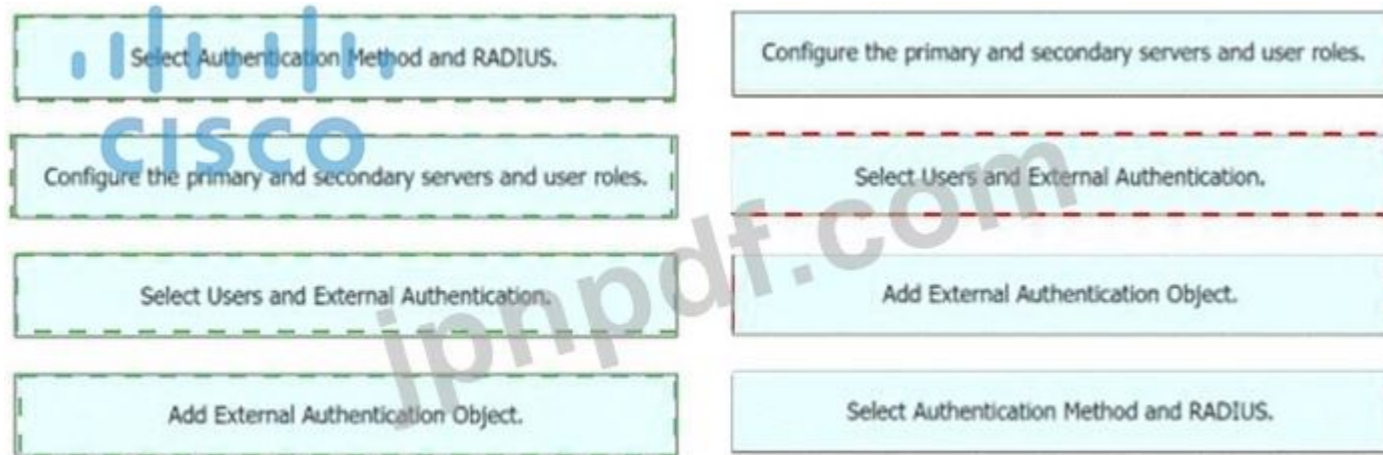 Select Authentication Method and RADIUS.
Configure the primary and secondary servers and user roles.
CISCO
Configure the primary and secondary servers and user roles.
Select Users and External Authentication.
Select Users and External Authentication.
Add External Authentication Object.
jpnpdf.com
Add External Authentication Object.
Select Authentication Method and RADIUS.